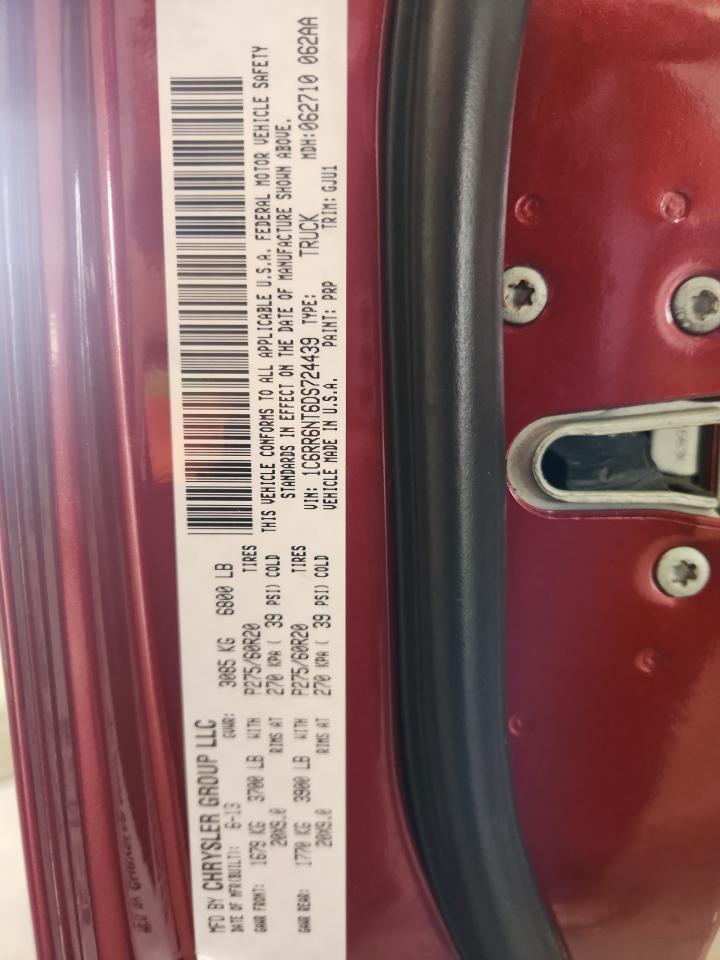 MFD BY CHRYSLER GROUP LLC
DATE OF MFR(BUILT): 6-13 GVWR: 3085 KG 6800 LB
GAWR FRONT: 1679 KG 3700 LB WITH P275/60R20 TIRES
20X9.0 RIMS AT 270 KPA ( 39 PSI) COLD
GAWR REAR: 1770 KG 3900 LB WITH P275/60R20 TIRES
20X9.0 RIMS AT 270 KPA ( 39 PSI) COLD
THIS VEHICLE CONFORMS TO ALL APPLICABLE U.S.A. FEDERAL MOTOR VEHICLE SAFETY
STANDARDS IN EFFECT ON THE DATE OF MANUFACTURE SHOWN ABOVE.
VIN: 1C6RR6NT6DS724439 TYPE: TRUCK MDH:062710 062AA
VEHICLE MADE IN U.S.A. PAINT: PRP TRIM: GJU1